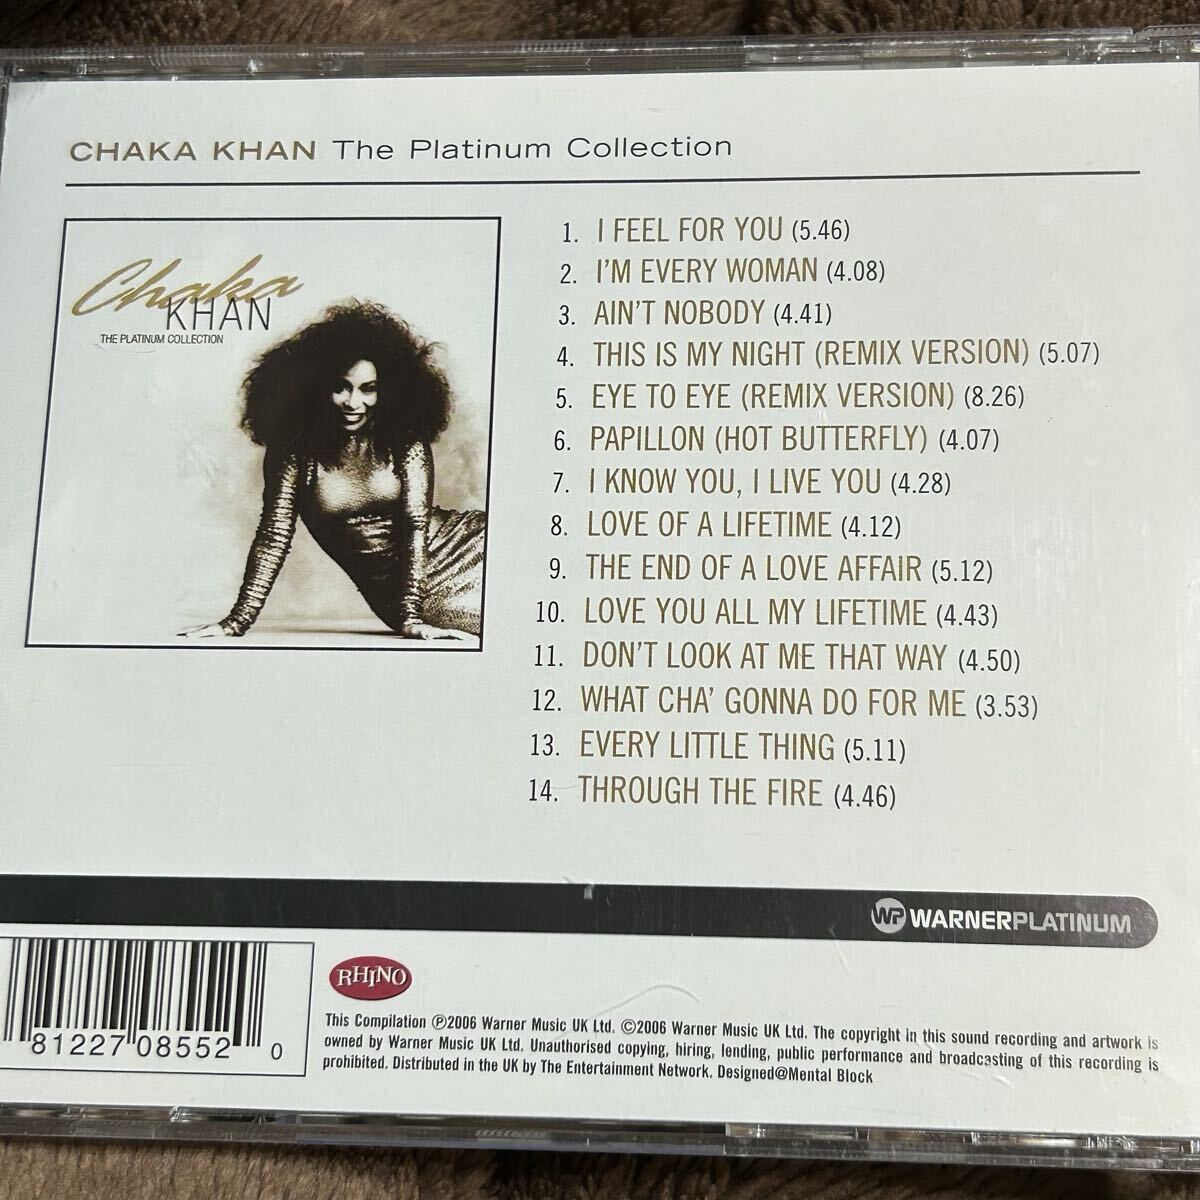 CHAKA KHAN The Platinum Collection
Chaka
KHAN
THE PLATINUM COLLECTION
1. I FEEL FOR YOU (5.46)
2. I'M EVERY WOMAN (4.08)
3. AIN'T NOBODY (4.41)
4. THIS IS MY NIGHT (REMIX VERSION) (5.07)
5. EYE TO EYE (REMIX VERSION) (8.26)
6. PAPILLON (HOT BUTTERFLY) (4.07)
7. I KNOW YOU, I LIVE YOU (4.28)
8. LOVE OF A LIFETIME (4.12)
9. THE END OF A LOVE AFFAIR (5.12)
10. LOVE YOU ALL MY LIFETIME (4.43)
11. DON'T LOOK AT ME THAT WAY (4.50)
12. WHAT CHA' GONNA DO FOR ME (3.53)
13. EVERY LITTLE THING (5.11)
14. THROUGH THE FIRE (4.46)
WP WARNERPLATINUM
RHINO
81227 08552 0
This Compilation ℗2006 Warner Music UK Ltd. ©2006 Warner Music UK Ltd. The copyright in this sound recording and artwork is
owned by Warner Music UK Ltd. Unauthorised copying, hiring, lending, public performance and broadcasting of this recording is
prohibited. Distributed in the UK by The Entertainment Network. Designed@Mental Block